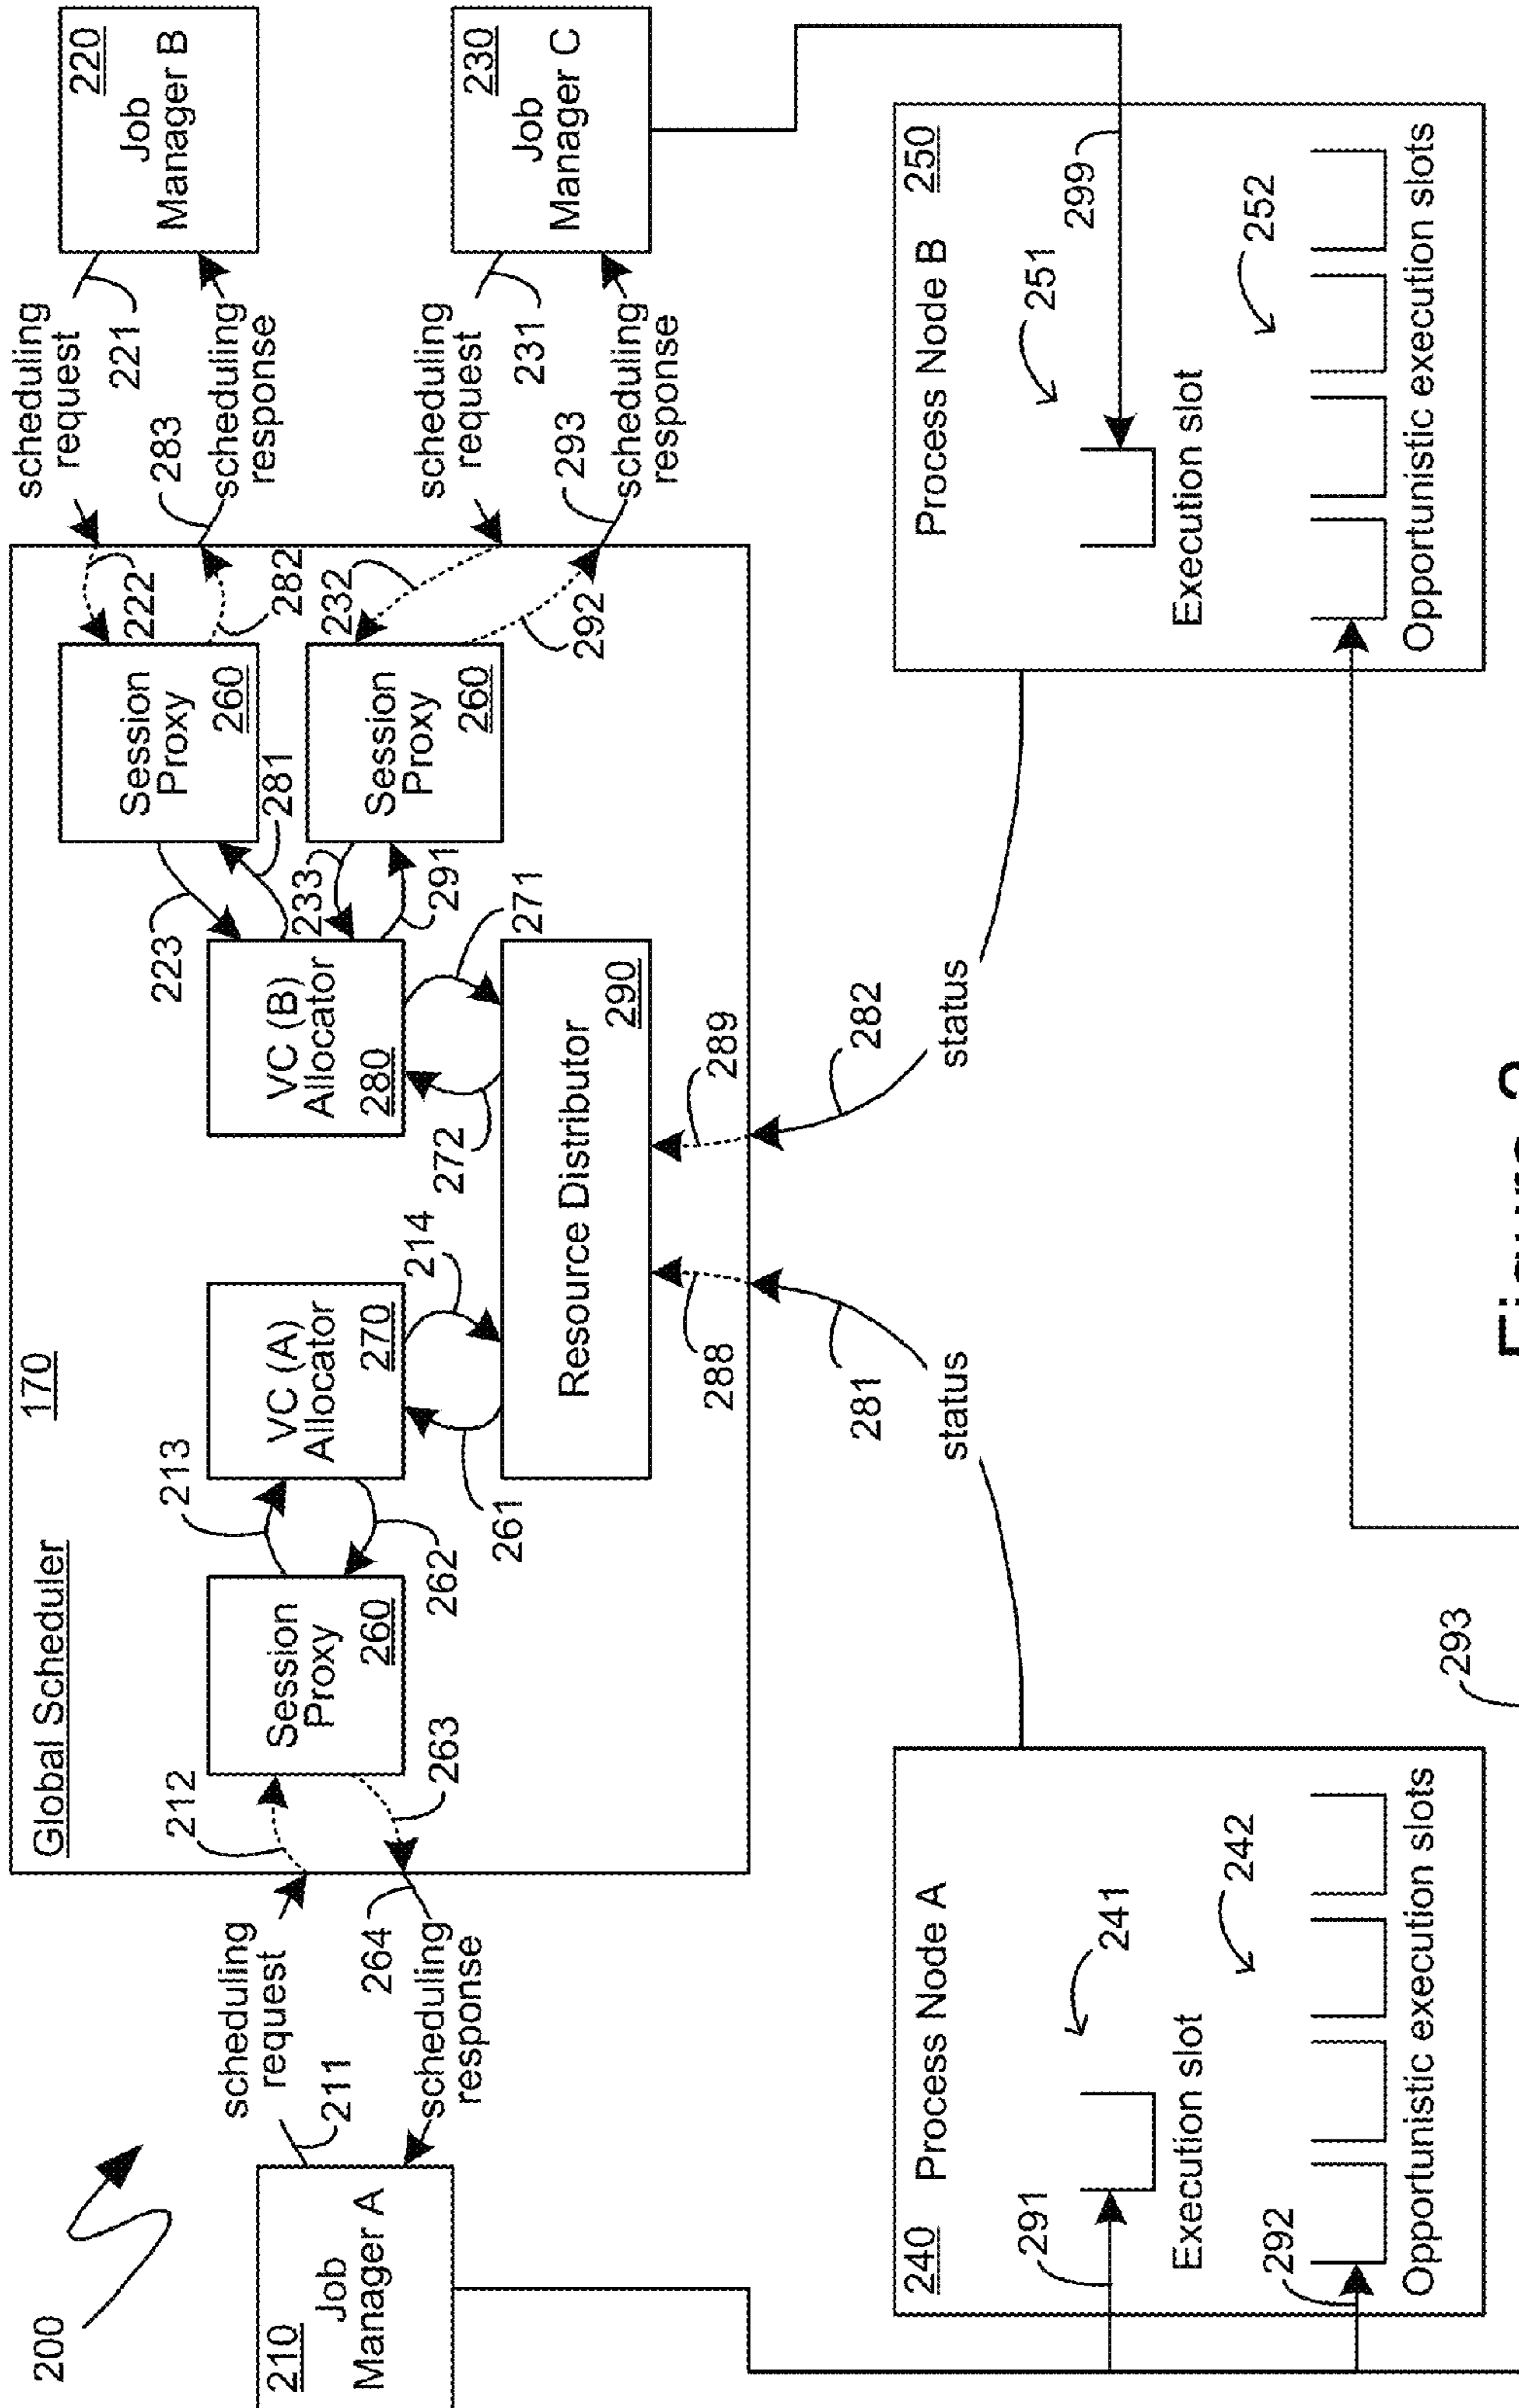 200
210
Job
Manager A
211
scheduling
request
264
scheduling
response
Global Scheduler
170
212
263
Session
Proxy
260
213
262
VC (A)
Allocator
270
214
261
VC (B)
Allocator
280
271
272
Resource Distributor
290
223
281
233
291
Session
Proxy
260
Session
Proxy
260
222
282
232
292
scheduling
request
221
283
scheduling
response
220
Job
Manager B
scheduling
request
231
293
scheduling
response
230
Job
Manager C
288
289
281
282
status
status
240
Process Node A
291
241
Execution slot
292
242
Opportunistic execution slots
293
Process Node B
250
251
299
Execution slot
252
Opportunistic execution slots